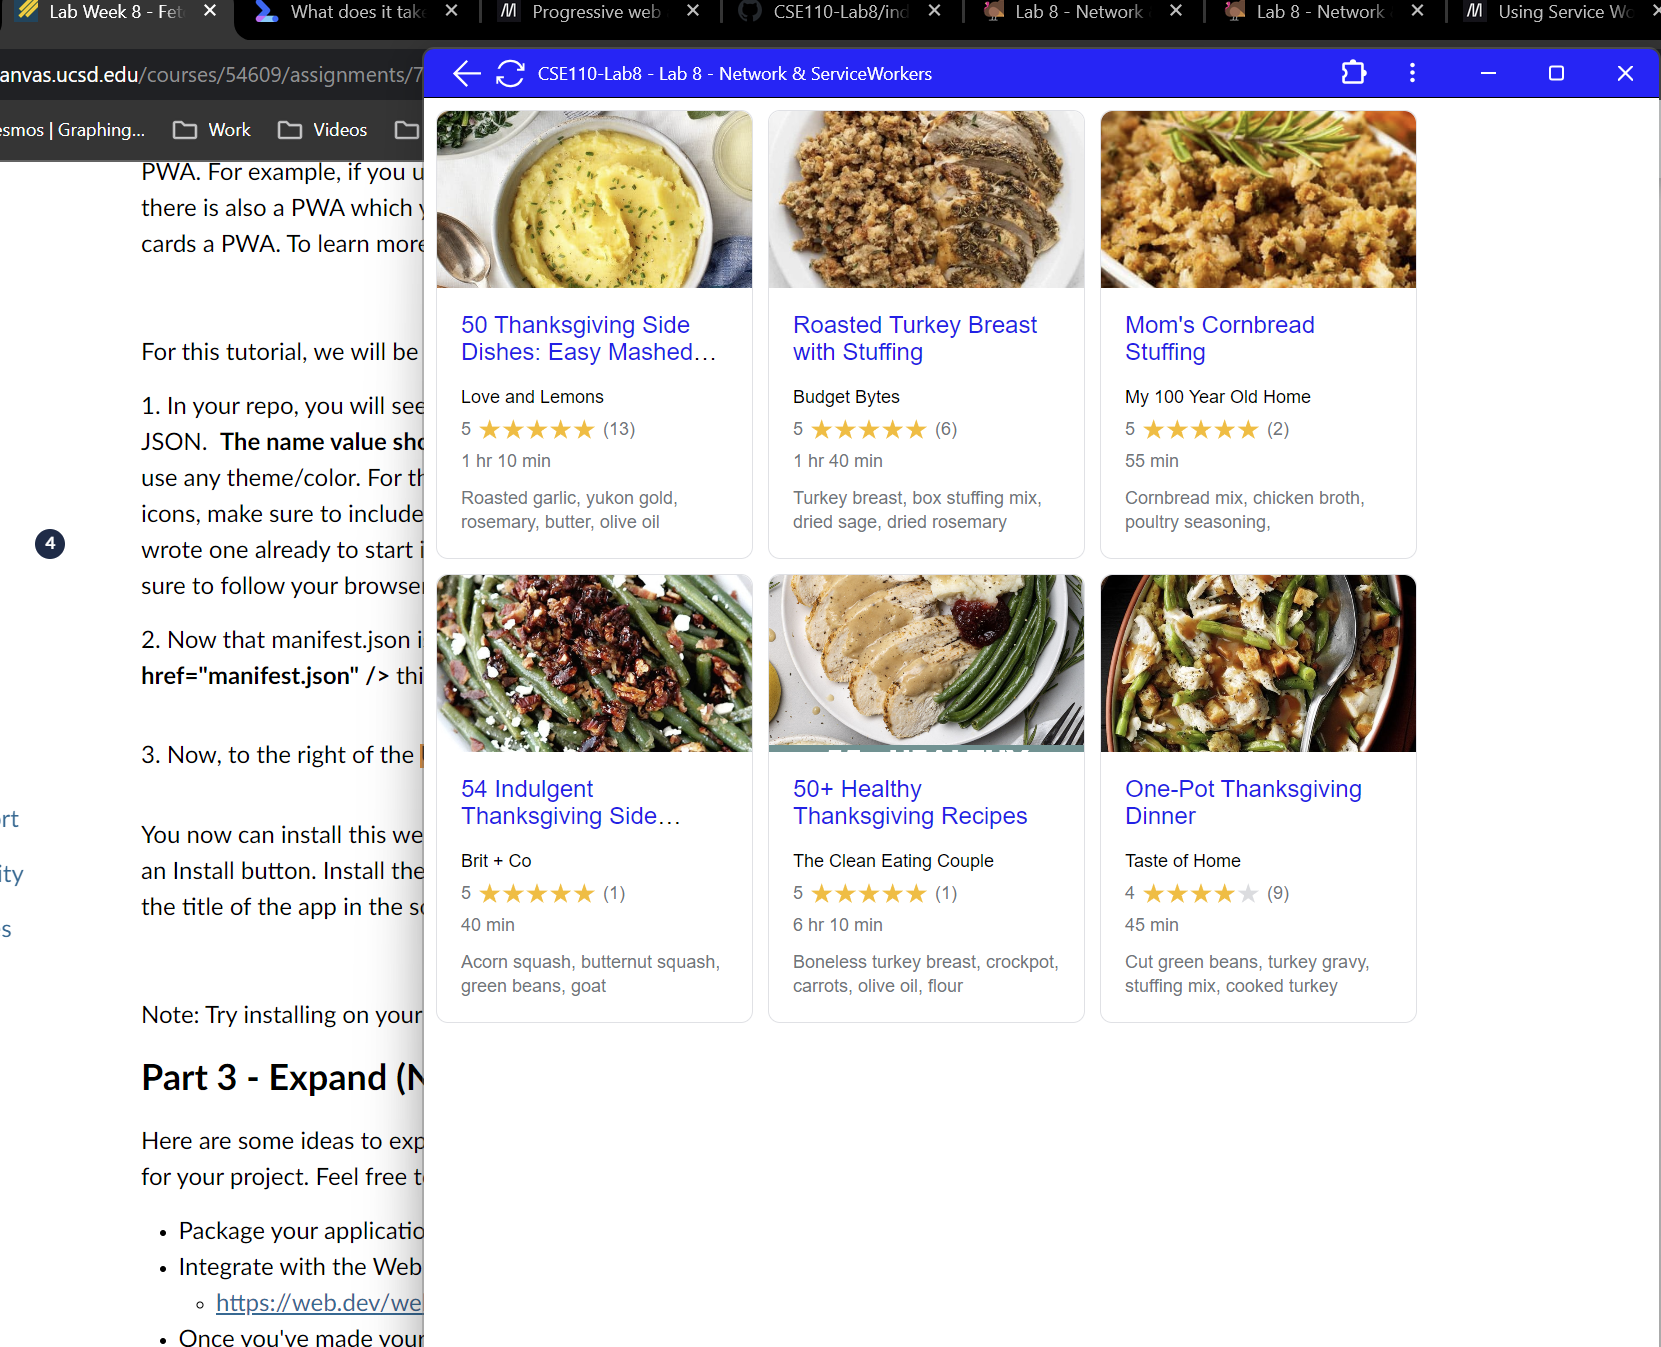 Lab Week 8 - Fet
What does it take
Progressive web
CSE110-Lab8/ind
Lab 8 - Network
Lab 8 - Network
Using Service Wo
anvas.ucsd.edu/courses/54609/assignments/7
esmos | Graphing...
Work
Videos
PWA. For example, if you u
there is also a PWA which y
cards a PWA. To learn more
For this tutorial, we will be
1. In your repo, you will see
JSON. The name value sho
use any theme/color. For th
icons, make sure to include
4
wrote one already to start i
sure to follow your browser
2. Now that manifest.json i
href="manifest.json" /> thi
3. Now, to the right of the
rt
You now can install this we
ity
an Install button. Install the
the title of the app in the so
s
Note: Try installing on your
Part 3 - Expand (N
Here are some ideas to exp
for your project. Feel free to
• Package your applicatio
• Integrate with the Web
https://web.dev/we
• Once you've made your
CSE110-Lab8 - Lab 8 - Network & ServiceWorkers
50 Thanksgiving Side
Dishes: Easy Mashed...
Love and Lemons
5 ★★★★★ (13)
1 hr 10 min
Roasted garlic, yukon gold,
rosemary, butter, olive oil
Roasted Turkey Breast
with Stuffing
Budget Bytes
5 ★★★★★ (6)
1 hr 40 min
Turkey breast, box stuffing mix,
dried sage, dried rosemary
Mom's Cornbread
Stuffing
My 100 Year Old Home
5 ★★★★★ (2)
55 min
Cornbread mix, chicken broth,
poultry seasoning,
54 Indulgent
Thanksgiving Side...
Brit + Co
5 ★★★★★ (1)
40 min
Acorn squash, butternut squash,
green beans, goat
50+ Healthy
Thanksgiving Recipes
The Clean Eating Couple
5 ★★★★★ (1)
6 hr 10 min
Boneless turkey breast, crockpot,
carrots, olive oil, flour
One-Pot Thanksgiving
Dinner
Taste of Home
4 ★★★★★ (9)
45 min
Cut green beans, turkey gravy,
stuffing mix, cooked turkey